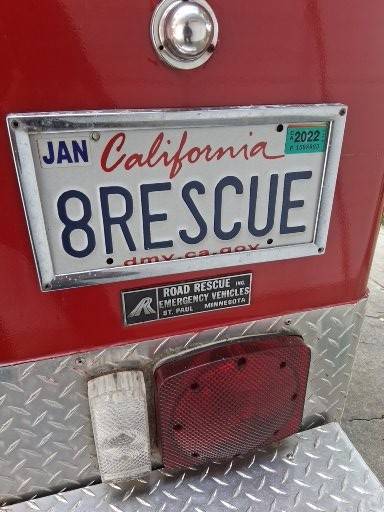 JAN California 2022
8RESCUE
dmv.ca.gov
ROAD RESCUE INC.
EMERGENCY VEHICLES
ST. PAUL MINNESOTA